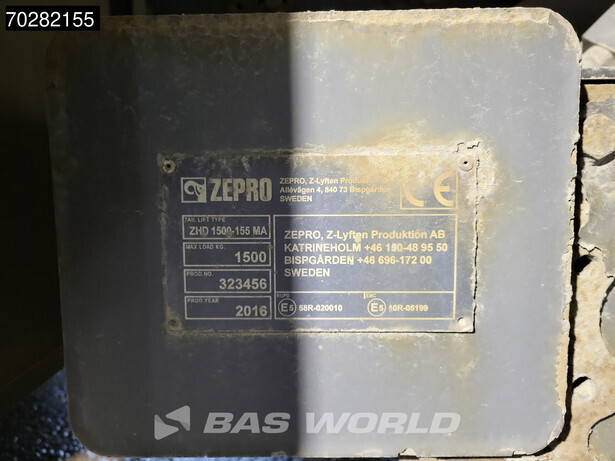 70282155
ZEPRO
ZEPRO, Z-Lyften Produktion
Allévägen 4, 840 73 Bispgården
SWEDEN
CE
TAIL LIFT TYPE
ZHD 1500-155 MA
MAX LOAD KG.
1500
PROD.NO.
323456
PROD.YEAR
2016
ZEPRO, Z-Lyften Produktion AB
KATRINEHOLM +46 150-48 95 50
BISPGÅRDEN +46 696-172 00
SWEDEN
E5 58R-020010
EMC
E5 10R-05199
BAS WORLD